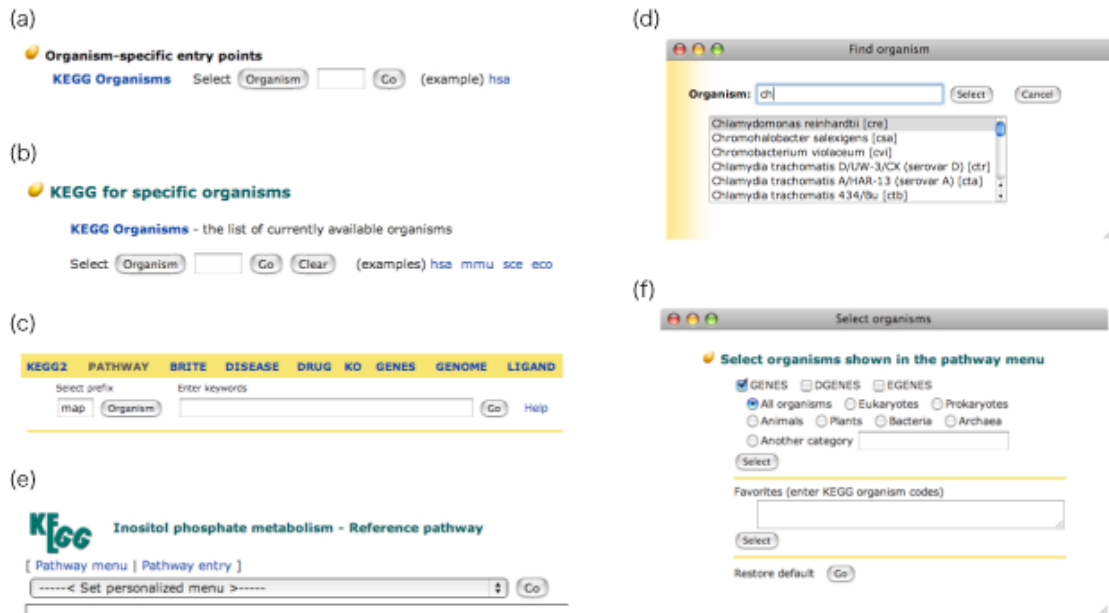 (a)
Organism-specific entry points
KEGG Organisms Select Organism Go (example) hsa
(b)
KEGG for specific organisms
KEGG Organisms - the list of currently available organisms
Select Organism Go Clear (examples) hsa mmu sce eco
(c)
KEGG2 PATHWAY BRITE DISEASE DRUG KO GENES GENOME LIGAND
Select prefix Enter keywords
map Organism Go Help
(e)
KEGG Inositol phosphate metabolism - Reference pathway
[ Pathway menu | Pathway entry ]
-----< Set personalized menu >----- Go
(d)
Find organism
Organism: ch Select Cancel
Chlamydomonas reinhardtii [cre]
Chromohalobacter salexigens [csa]
Chromobacterium violaceum [cvi]
Chlamydia trachomatis D/UW-3/CX (serovar D) [ctr]
Chlamydia trachomatis A/HAR-13 (serovar A) [cta]
Chlamydia trachomatis 434/Bu [ctb]
(f)
Select organisms
Select organisms shown in the pathway menu
GENES DGENES EGENES
All organisms Eukaryotes Prokaryotes
Animals Plants Bacteria Archaea
Another category
Select
Favorites (enter KEGG organism codes)
Select
Restore default Go